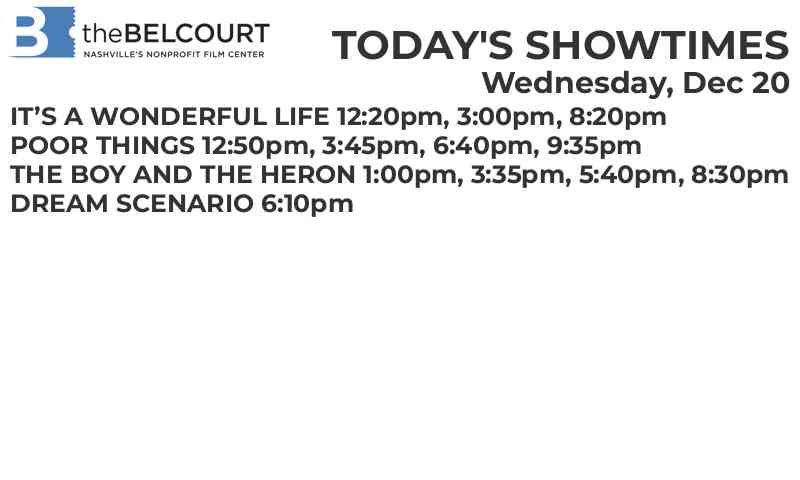 theBELCOURT
NASHVILLE'S NONPROFIT FILM CENTER
TODAY'S SHOWTIMES
Wednesday, Dec 20
IT’S A WONDERFUL LIFE 12:20pm, 3:00pm, 8:20pm
POOR THINGS 12:50pm, 3:45pm, 6:40pm, 9:35pm
THE BOY AND THE HERON 1:00pm, 3:35pm, 5:40pm, 8:30pm
DREAM SCENARIO 6:10pm